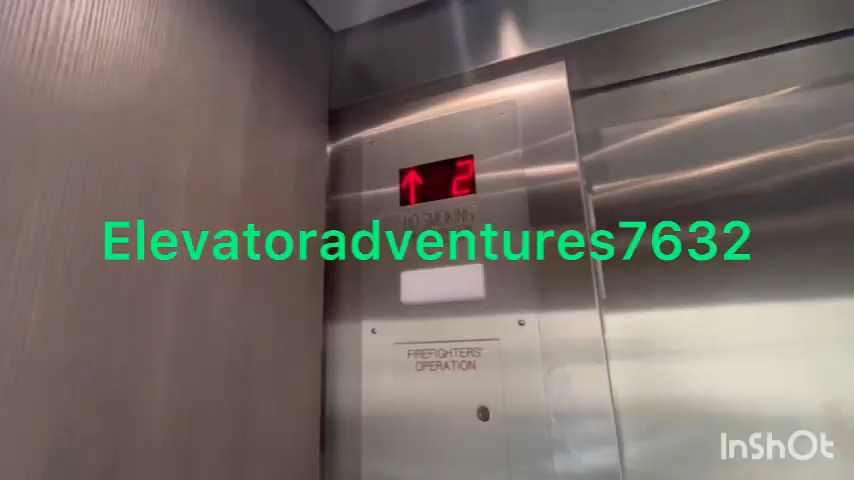 ↑ 2
NO SMOKING
Elevatoradventures7632
FIREFIGHTERS'
OPERATION
InShOt